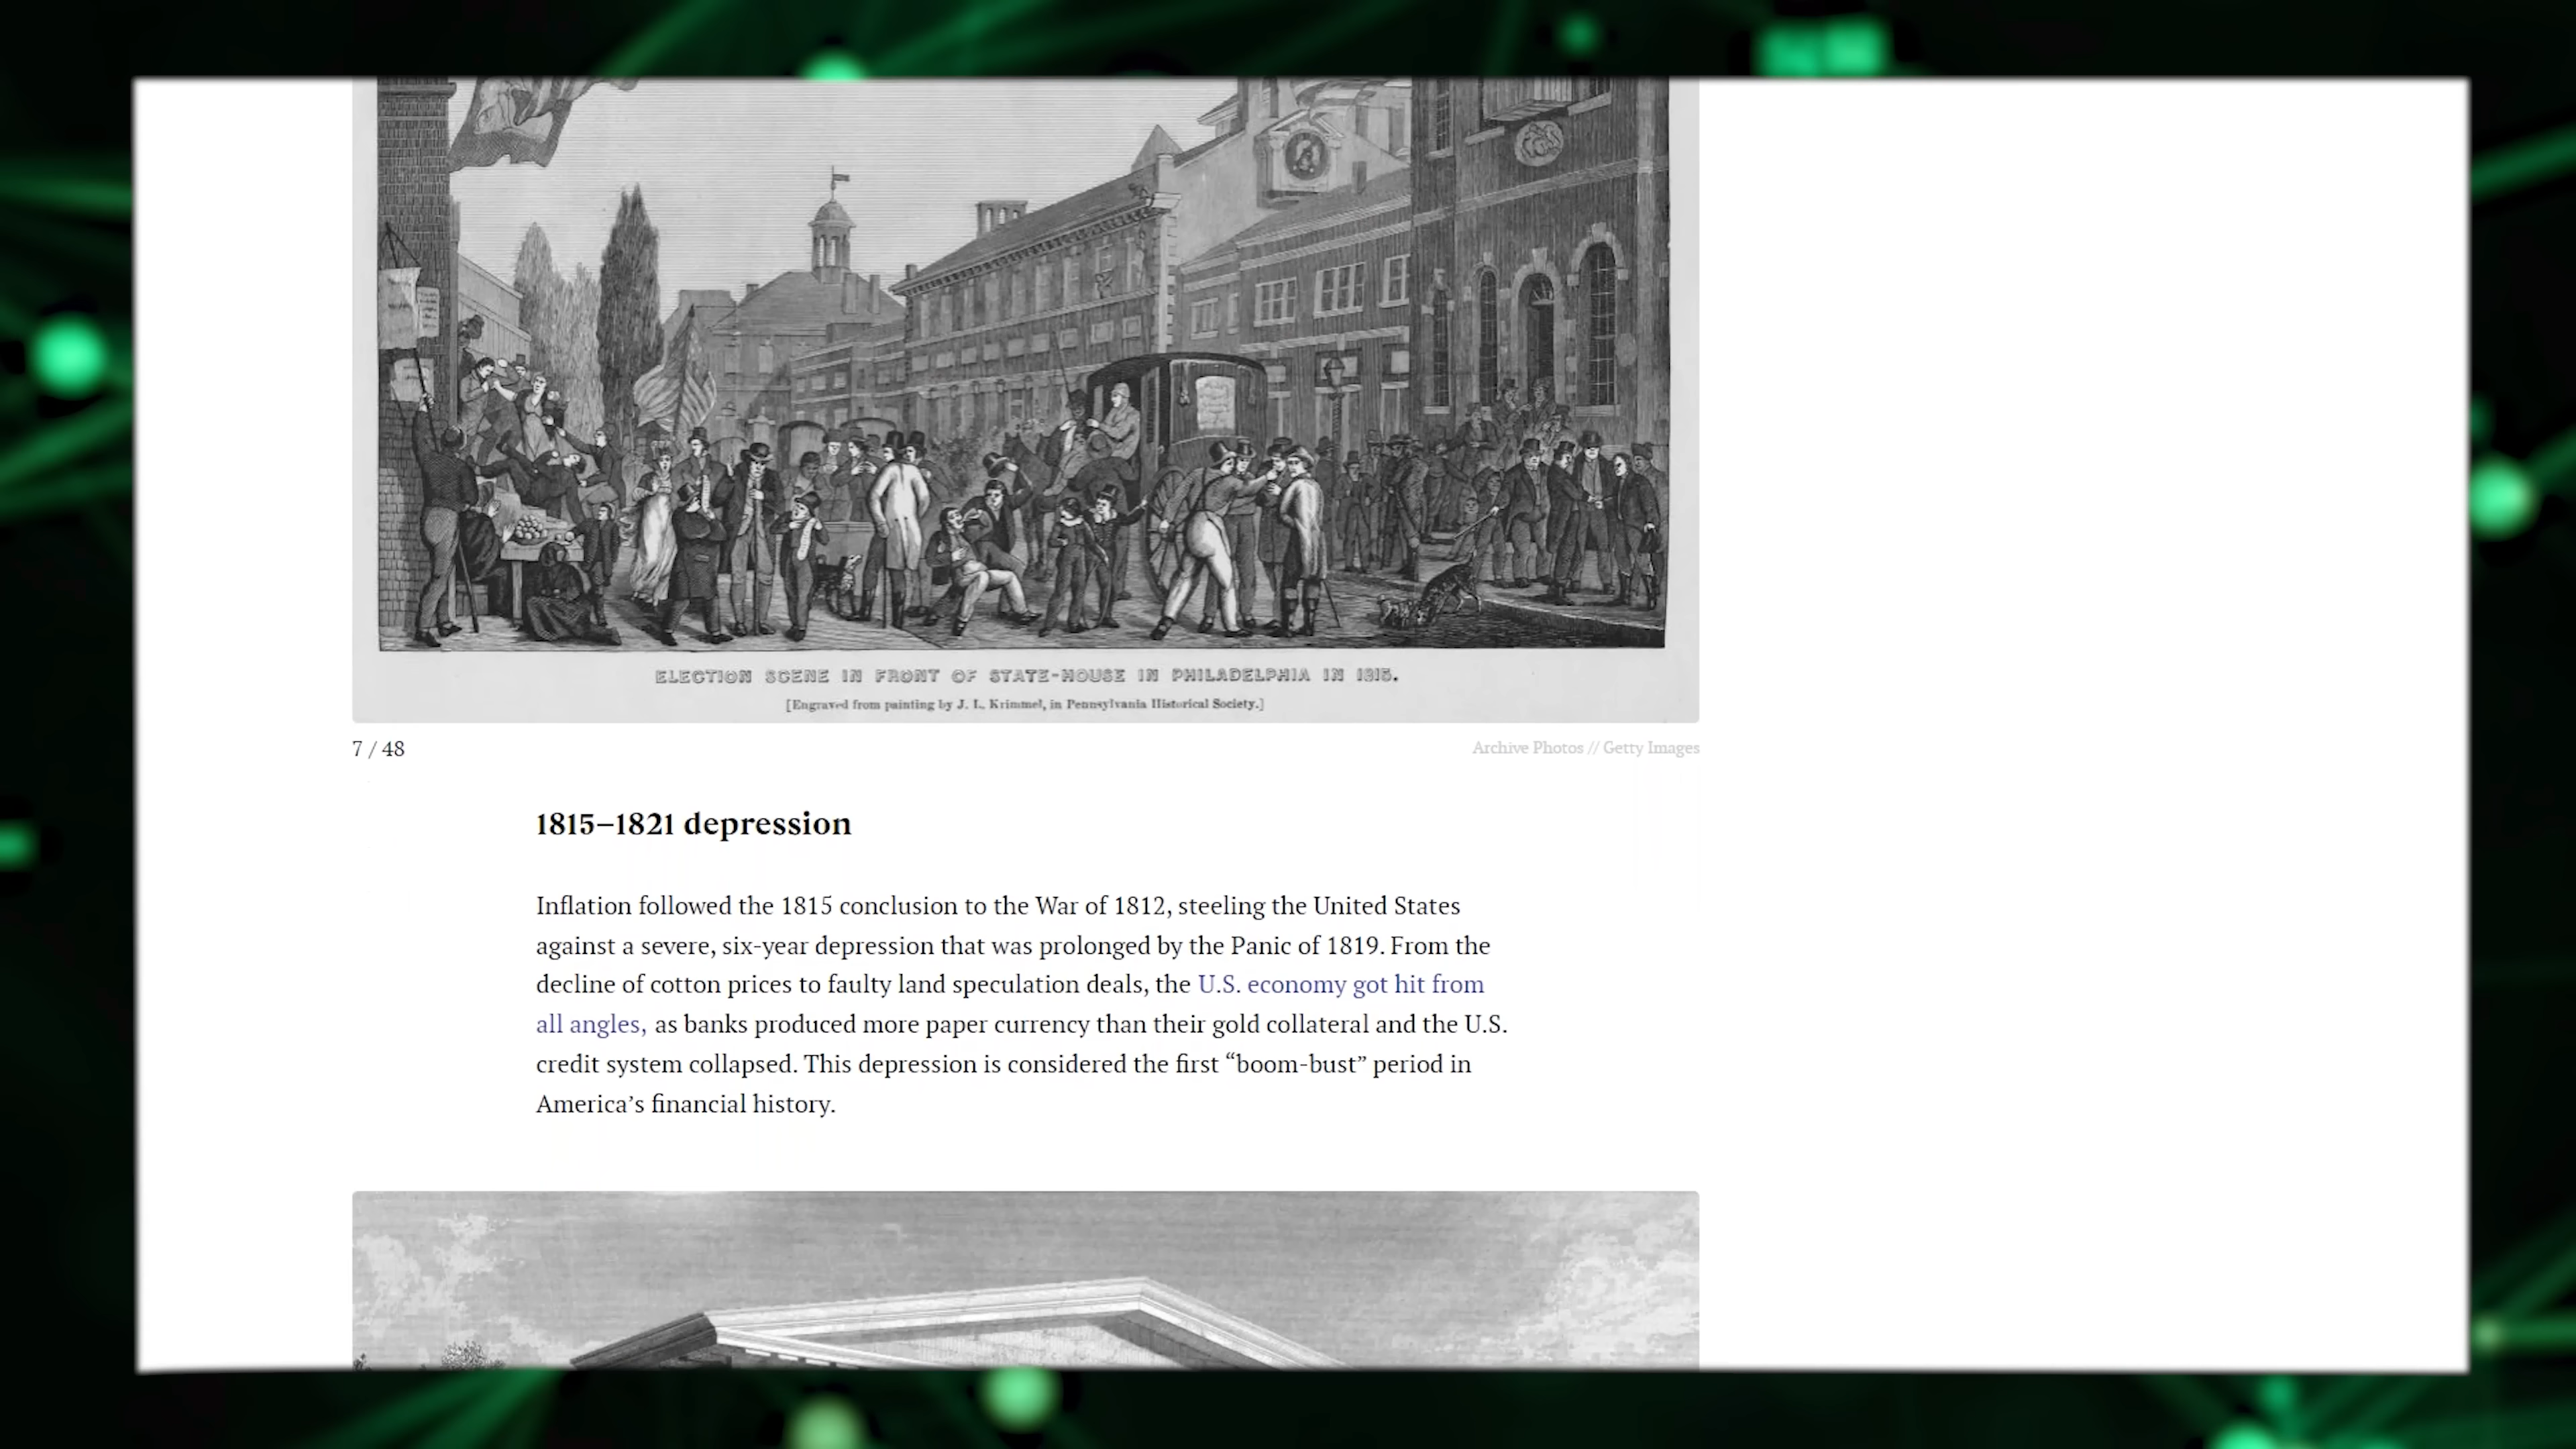 ELECTION SCENE IN FRONT OF STATE-HOUSE IN PHILADELPHIA IN 1815.
[Engraved from painting by J. L. Krimmel, in Pennsylvania Historical Society.]
7 / 48
Archive Photos // Getty Images
1815–1821 depression
Inflation followed the 1815 conclusion to the War of 1812, steeling the United States
against a severe, six-year depression that was prolonged by the Panic of 1819. From the
decline of cotton prices to faulty land speculation deals, the U.S. economy got hit from
all angles, as banks produced more paper currency than their gold collateral and the U.S.
credit system collapsed. This depression is considered the first “boom-bust” period in
America’s financial history.